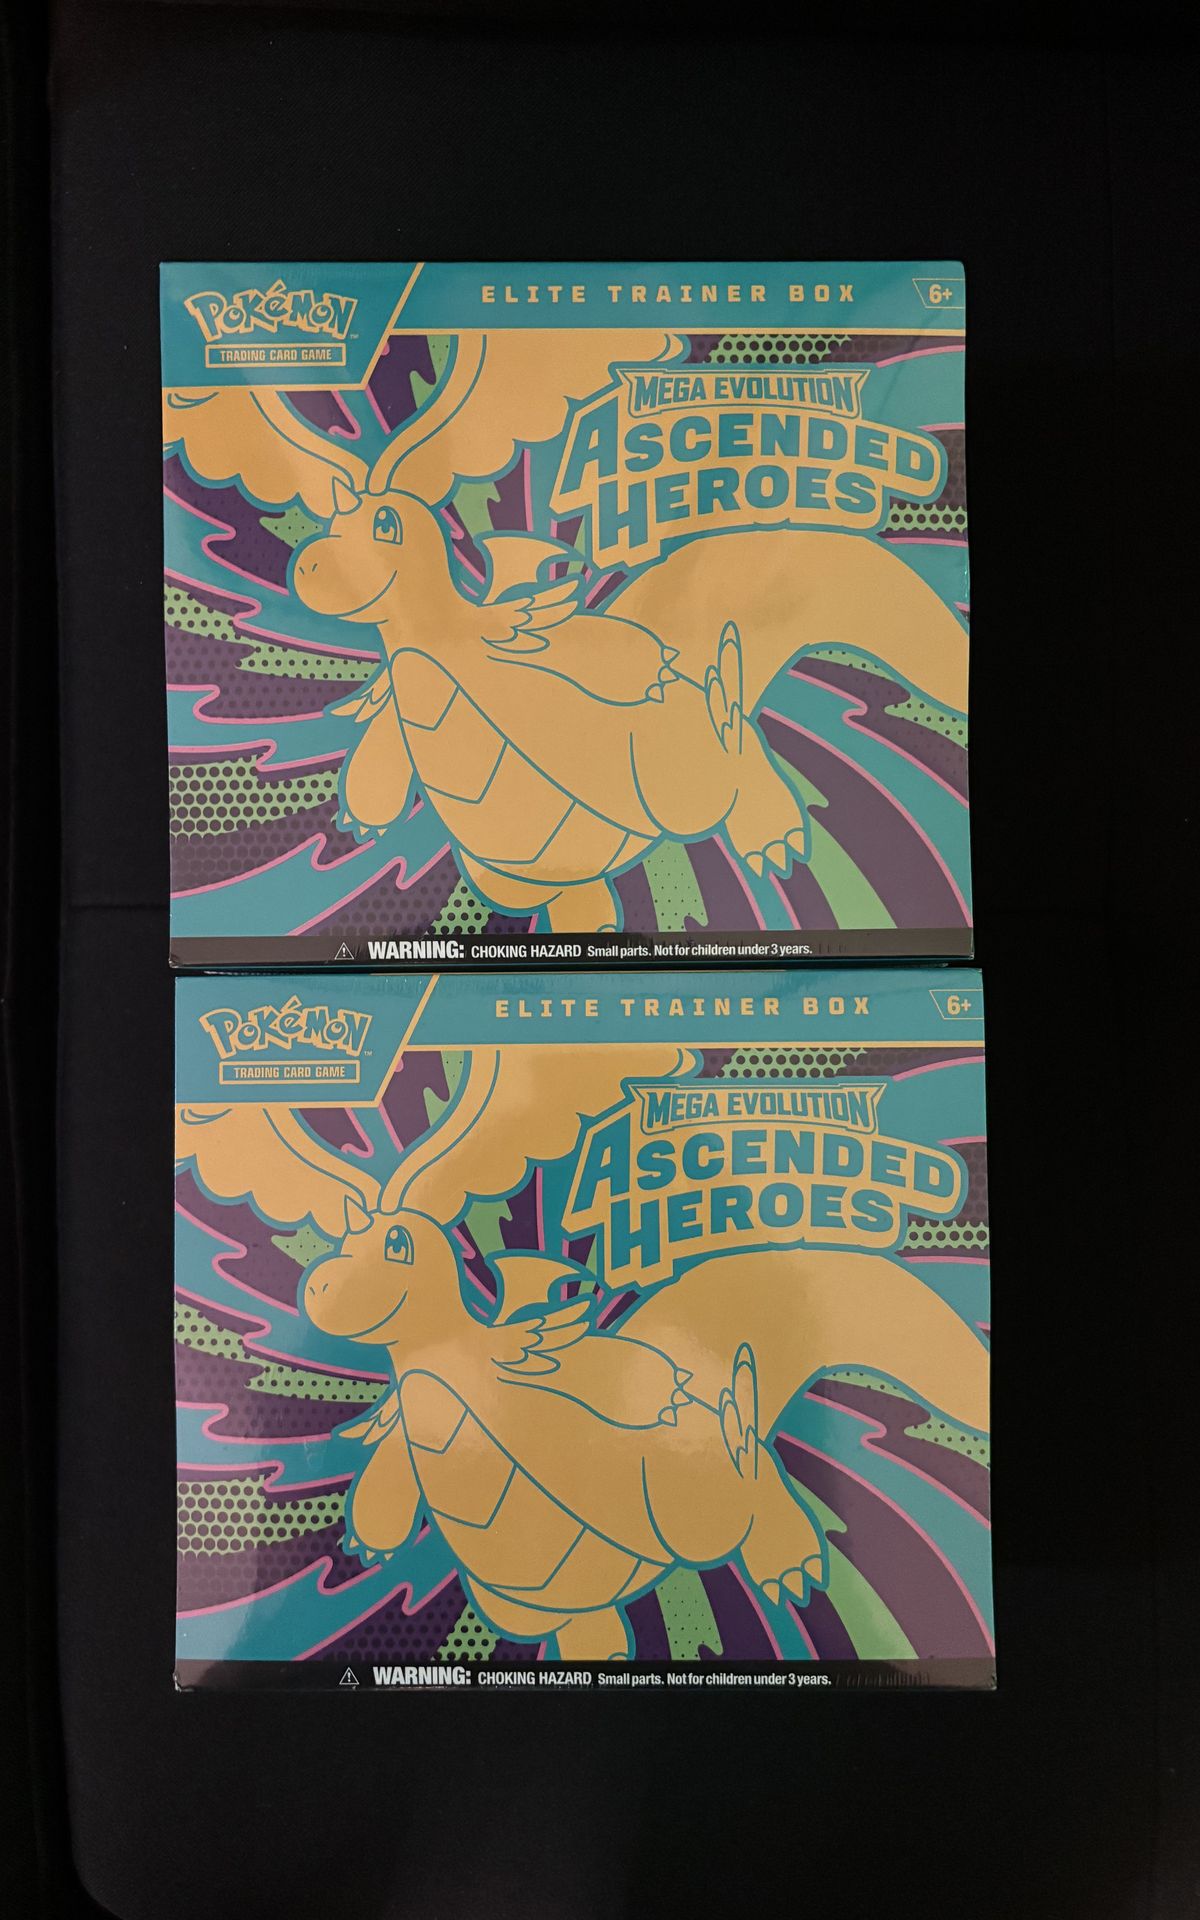 POKéMON™
TRADING CARD GAME
ELITE TRAINER BOX
6+
MEGA EVOLUTION
ASCENDED
HEROES
WARNING: CHOKING HAZARD Small parts. Not for children under 3 years.
POKéMON™
TRADING CARD GAME
ELITE TRAINER BOX
6+
MEGA EVOLUTION
ASCENDED
HEROES
WARNING: CHOKING HAZARD Small parts. Not for children under 3 years.